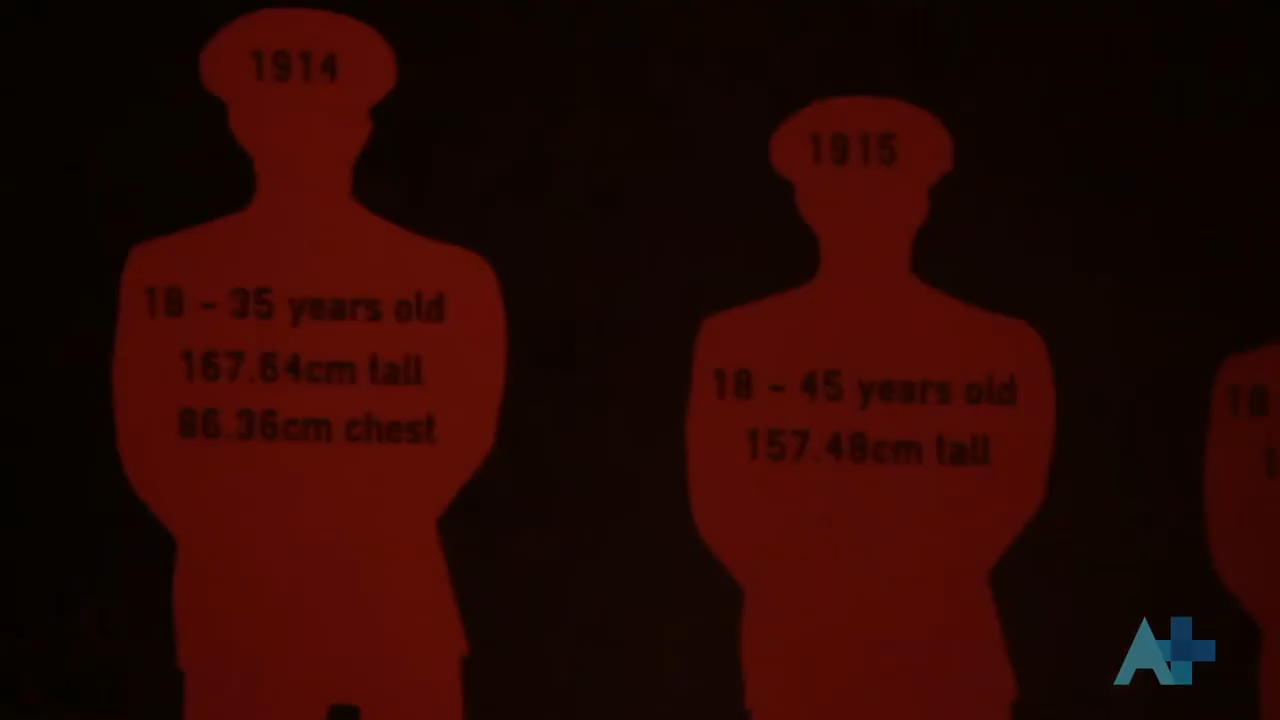 1914
18 - 35 years old
167.64cm tall
86.36cm chest
1915
18 - 45 years old
157.48cm tall
18
A+